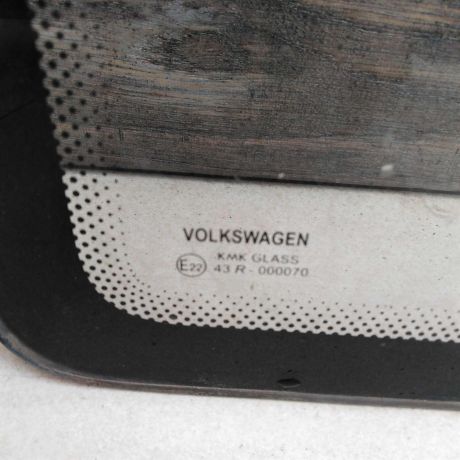 VOLKSWAGEN
KMK GLASS
E22 43 R - 000070